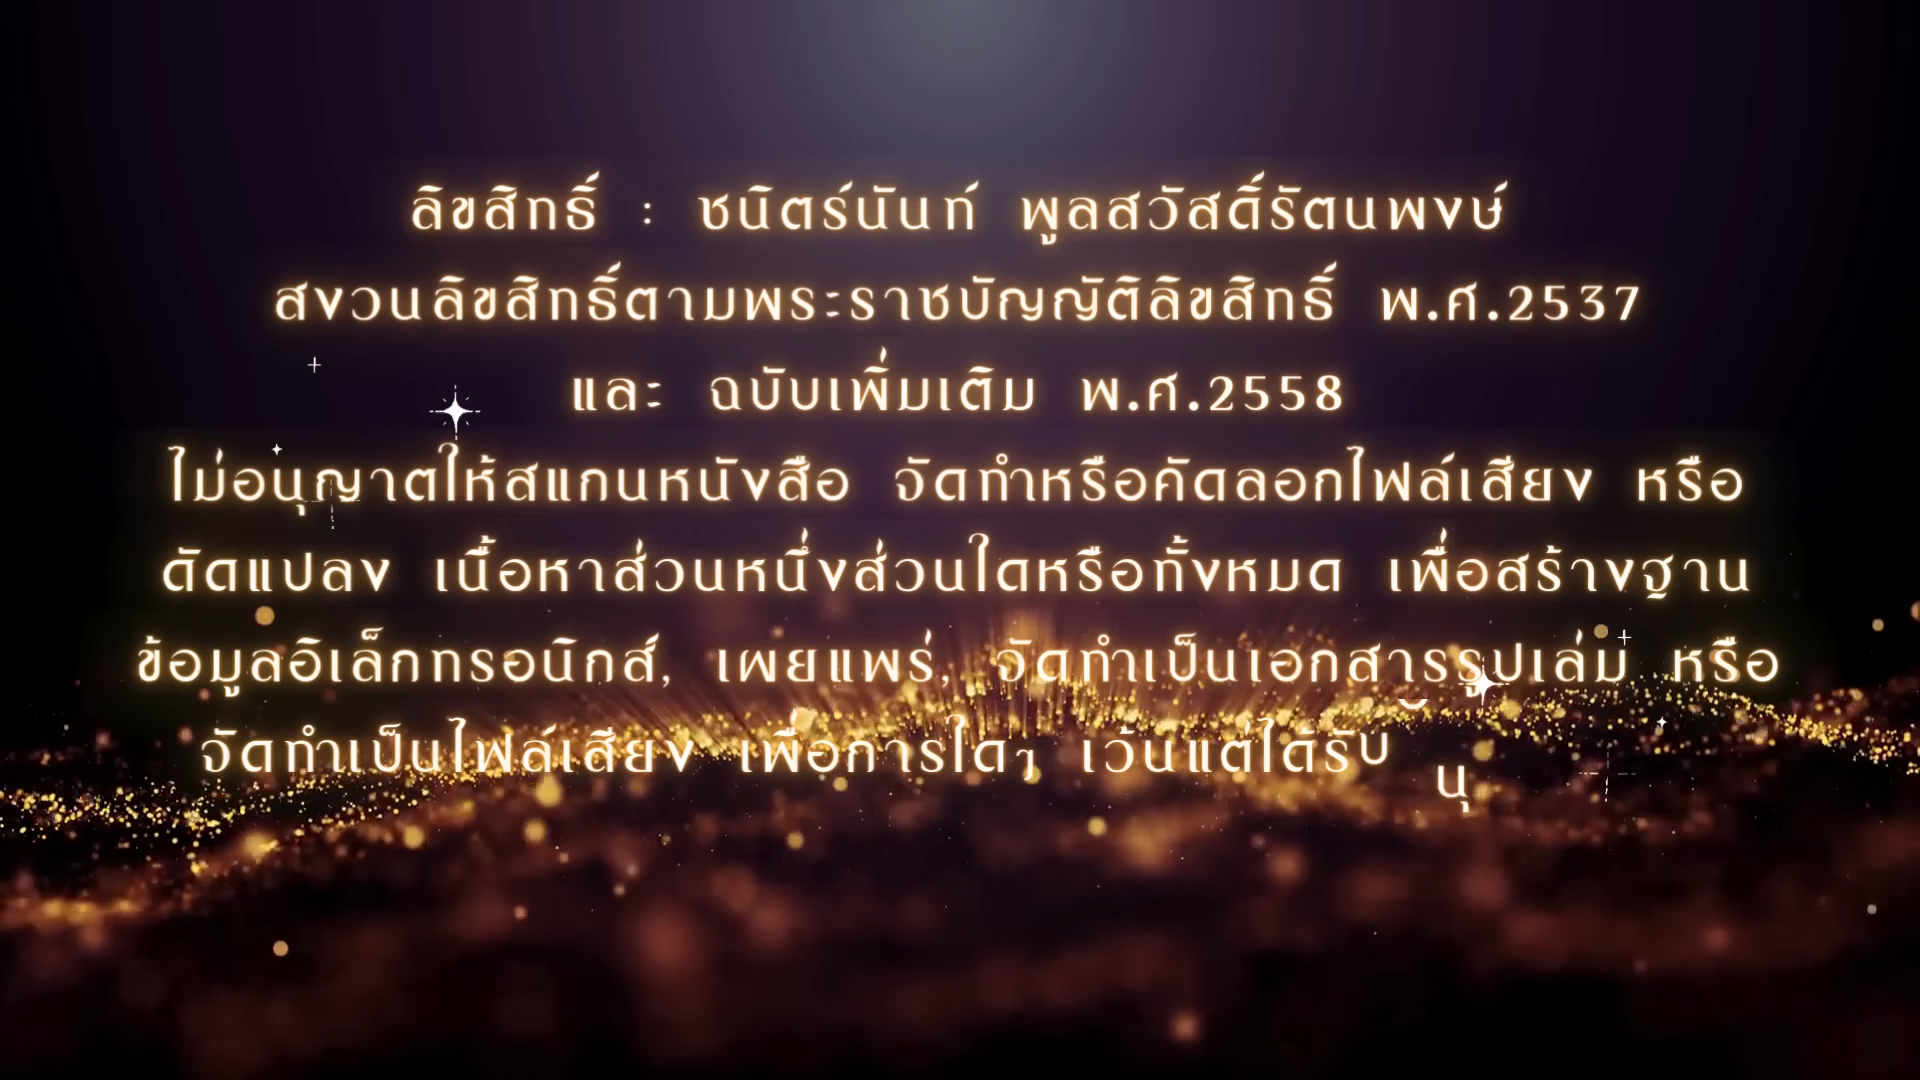 ลิขสิทธิ์ : ชนิตร์นันท์ พูลสวัสดิ์รัตนพงษ์
สงวนลิขสิทธิ์ตามพระราชบัญญัติลิขสิทธิ์ พ.ศ.2537
และ ฉบับเพิ่มเติม พ.ศ.2558
ไม่อนุญาตให้สแกนหนังสือ จัดทำหรือคัดลอกไฟล์เสียง หรือ
ดัดแปลง เนื้อหาส่วนหนึ่งส่วนใดหรือทั้งหมด เพื่อสร้างฐาน
ข้อมูลอิเล็กทรอนิกส์, เผยแพร่, จัดทำเป็นเอกสารรูปเล่ม หรือ
จัดทำเป็นไฟล์เสียง เพื่อการใดๆ เว้นแต่ได้รับ นุ